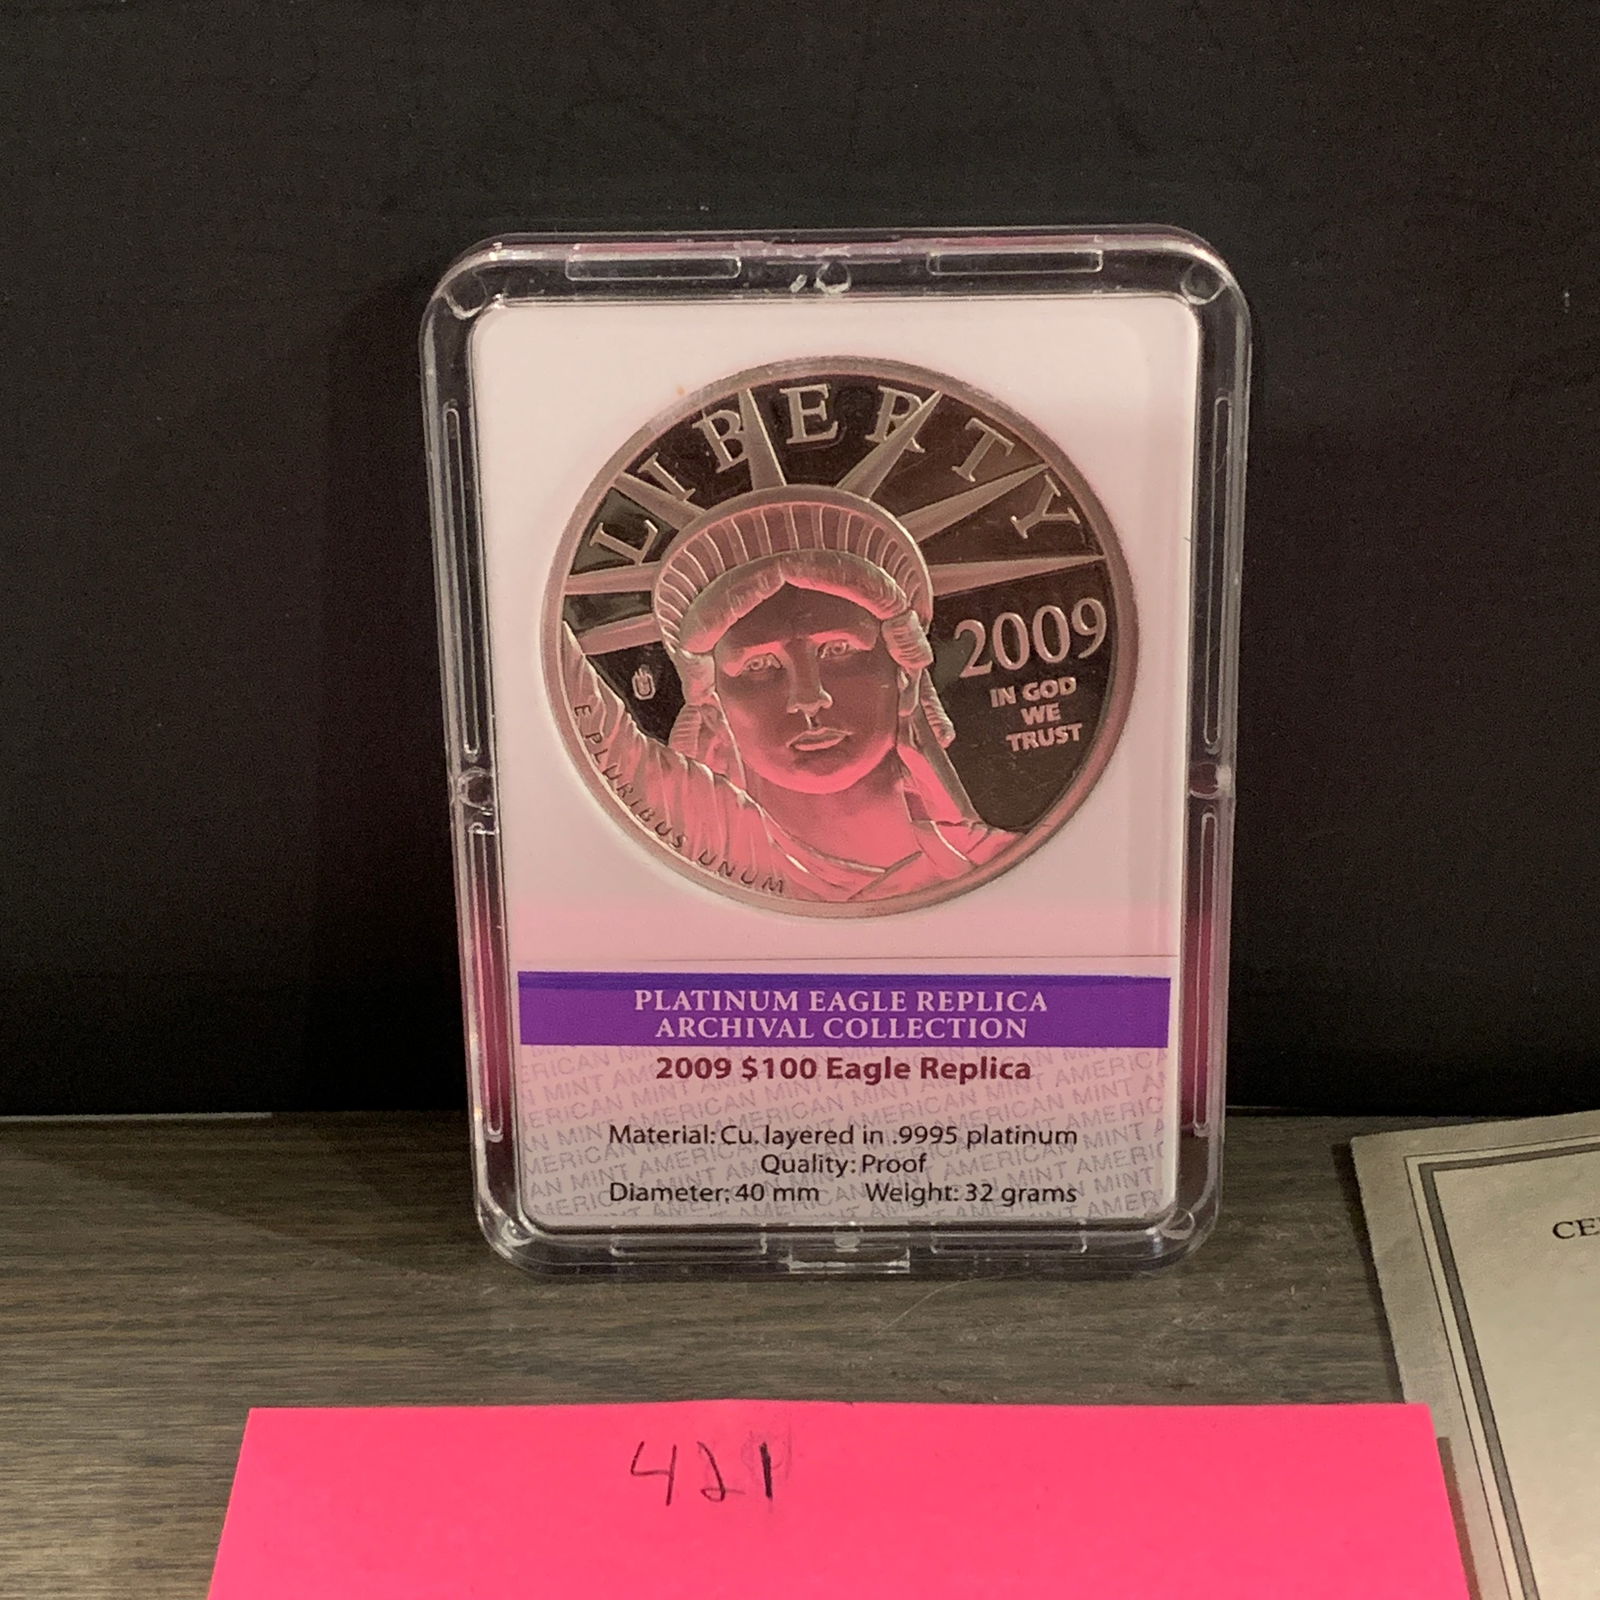 LIBERTY
2009
IN GOD
WE
TRUST
E PLURIBUS UNUM
PLATINUM EAGLE REPLICA
ARCHIVAL COLLECTION
2009 $100 Eagle Replica
Material: Cu. layered in .9995 platinum
Quality: Proof
Diameter: 40 mm Weight: 32 grams
421